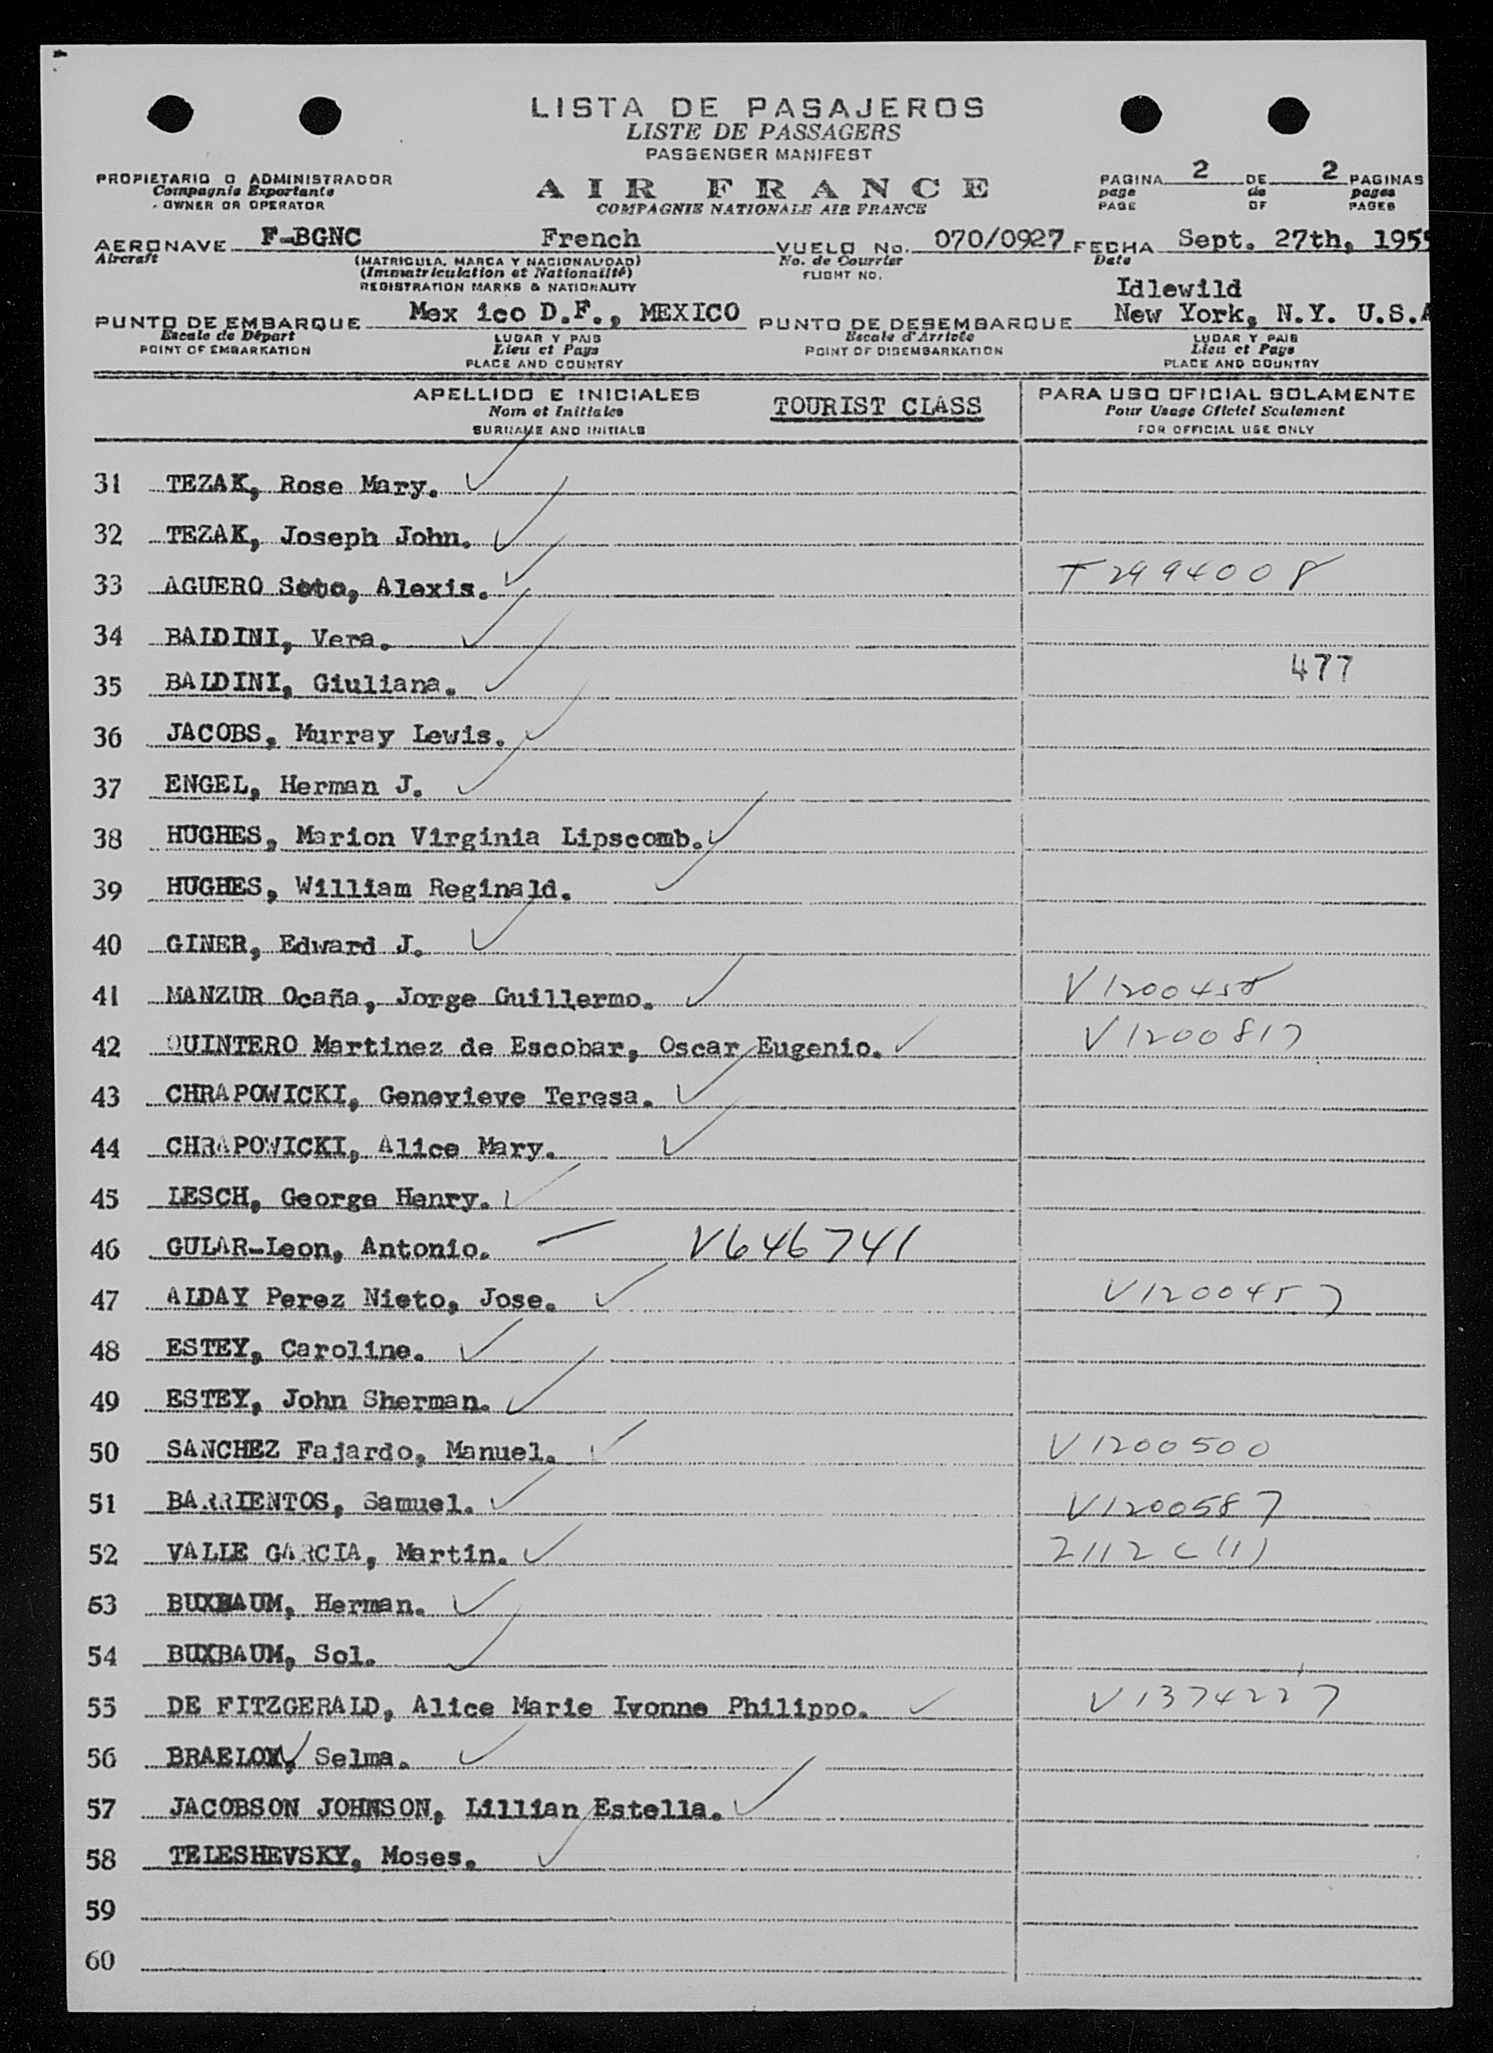 LISTA DE PASAJEROS
LISTE DE PASSAGERS
PASSENGER MANIFEST
PROPIETARIO O ADMINISTRADOR
Compagnie Exportante
OWNER OR OPERATOR
AIR FRANCE
COMPAGNIE NATIONALE AIR FRANCE
PAGINA 2 DE 2 PAGINAS
page de pages
PAGE OF PAGES
AERONAVE F-BGNC French VUELO No. 070/0927 FECHA Sept. 27th, 195
Aircraft (MATRICULA, MARCA Y NACIONALIDAD) No. de Courrier Date
(Immatriculation et Nationalité) FLIGHT NO.
REGISTRATION MARKS & NATIONALITY
Idlewild
PUNTO DE EMBARQUE Mex ico D.F., MEXICO PUNTO DE DESEMBARQUE New York, N.Y. U.S.A
Escale de Départ LUGAR Y PAIS Escale d'Arrivée LUGAR Y PAIS
POINT OF EMBARKATION Lieu et Pays POINT OF DISEMBARKATION Lieu et Pays
PLACE AND COUNTRY PLACE AND COUNTRY
APELLIDO E INICIALES TOURIST CLASS PARA USO OFICIAL SOLAMENTE
Nom et Initiales Pour Usage Officiel Seulement
SURNAME AND INITIALS FOR OFFICIAL USE ONLY
31 TEZAK, Rose Mary.
32 TEZAK, Joseph John.
33 AGUERO Soto, Alexis. T2994008
34 BALDINI, Vera.
477
35 BALDINI, Giuliana.
36 JACOBS, Murray Lewis.
37 ENGEL, Herman J.
38 HUGHES, Marion Virginia Lipscomb.
39 HUGHES, William Reginald.
40 GINER, Edward J.
41 MANZUR Ocaña, Jorge Guillermo. V1200458
42 QUINTERO Martinez de Escobar, Oscar Eugenio. V1200817
43 CHRAPOWICKI, Genevieve Teresa.
44 CHRAPOWICKI, Alice Mary.
45 LESCH, George Henry.
46 GULAR-Leon, Antonio. V646741
47 ALDAY Perez Nieto, Jose. V1200457
48 ESTEY, Caroline.
49 ESTEY, John Sherman.
50 SANCHEZ Fajardo, Manuel. V1200500
51 BARRIENTOS, Samuel. V1200587
52 VALLE GARCIA, Martin.
53 BUXBAUM, Herman.
54 BUXBAUM, Sol.
55 DE FITZGERALD, Alice Marie Ivonne Philippo. V1374227
56 BRAELOW, Selma.
57 JACOBSON JOHNSON, Lillian Estella.
58 TELESHEVSKY, Moses.
59
60